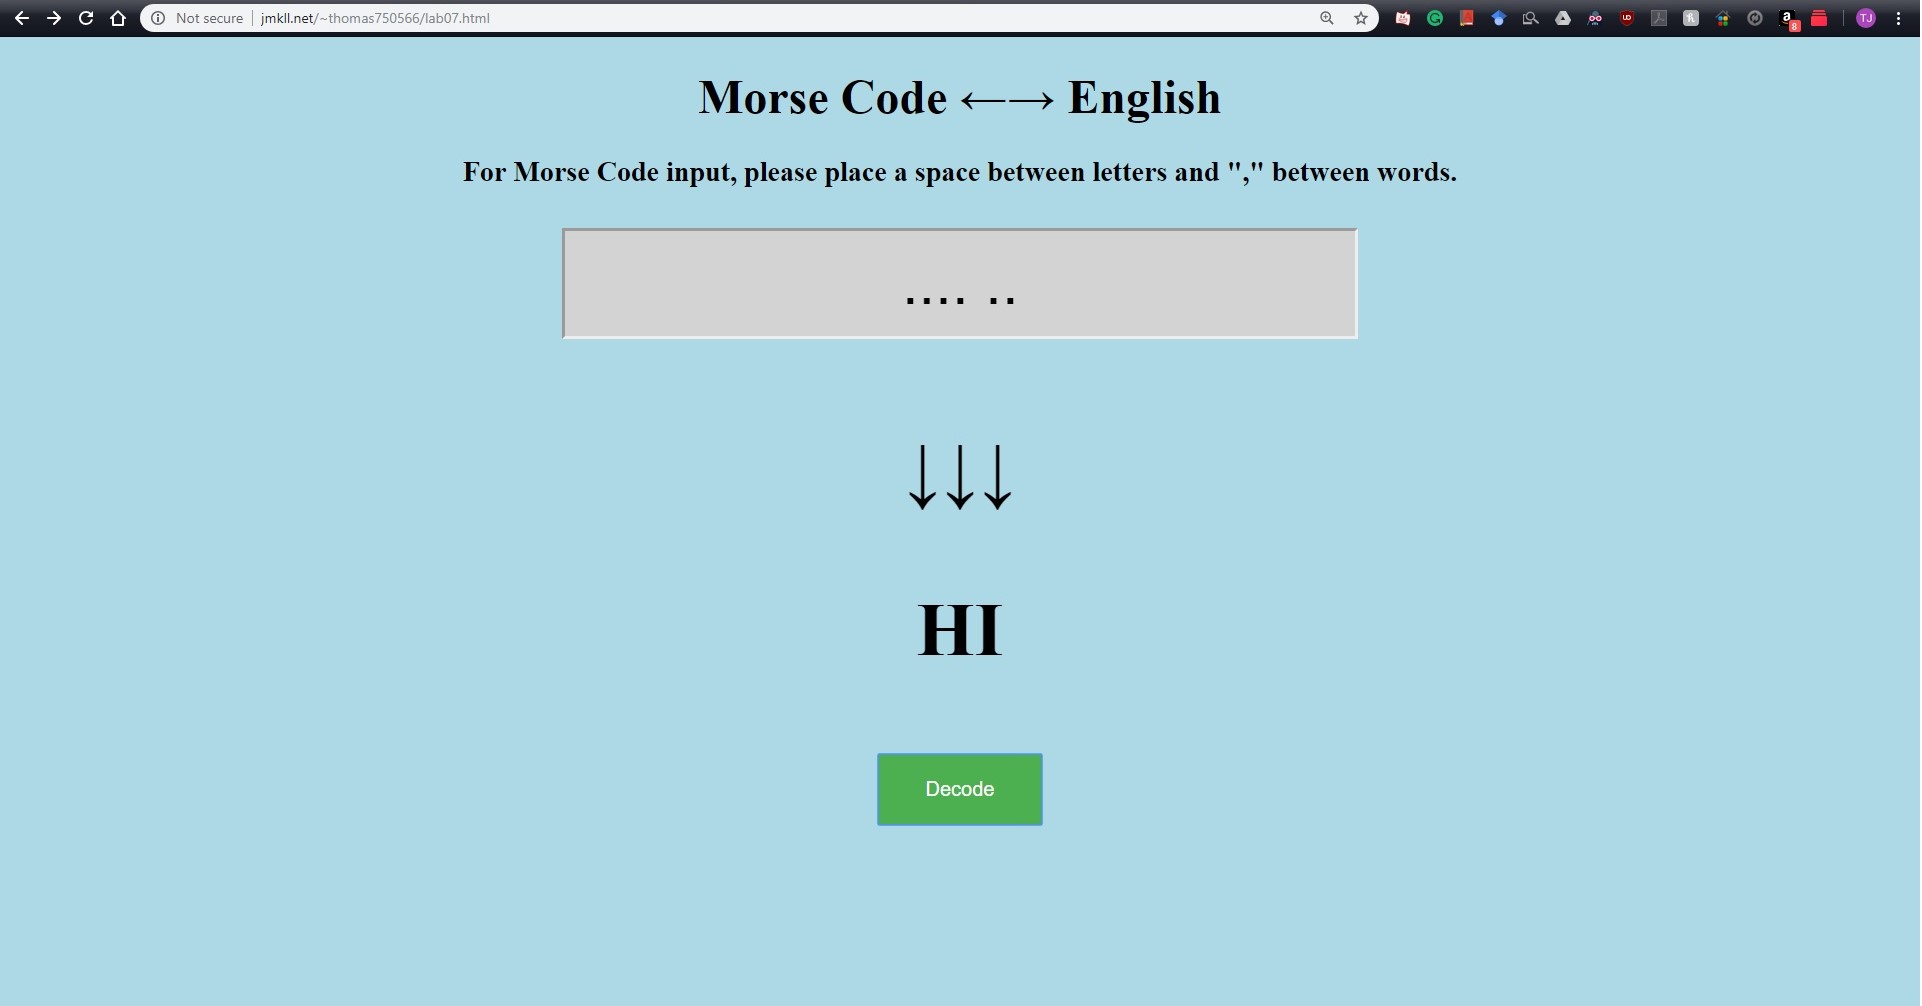 Not secure jmkll.net/~thomas750566/lab07.html
8
TJ
Morse Code ←→ English
For Morse Code input, please place a space between letters and "," between words.
.... ..
↓↓↓
HI
Decode